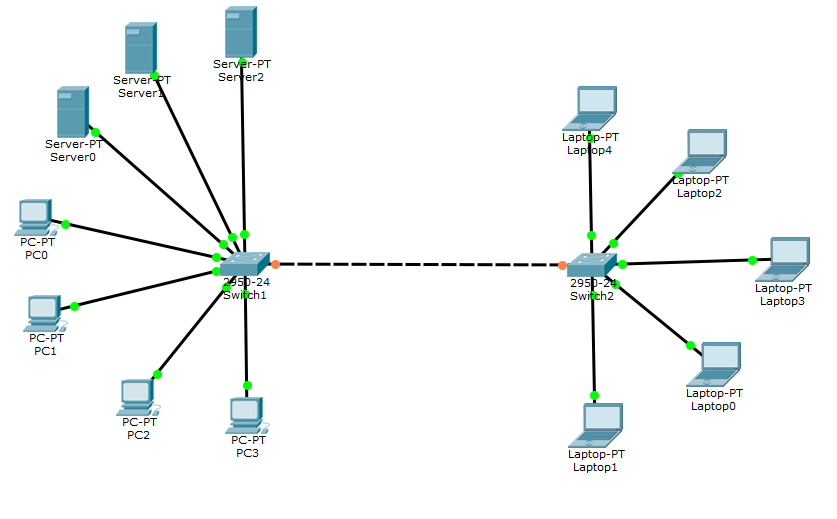 Server-PT
Server2
Server-PT
Server1
Server-PT
Server0
Laptop-PT
Laptop4
Laptop-PT
Laptop2
PC-PT
PC0
2950-24
Switch1
2950-24
Switch2
Laptop-PT
Laptop3
PC-PT
PC1
Laptop-PT
Laptop0
PC-PT
PC2
PC-PT
PC3
Laptop-PT
Laptop1